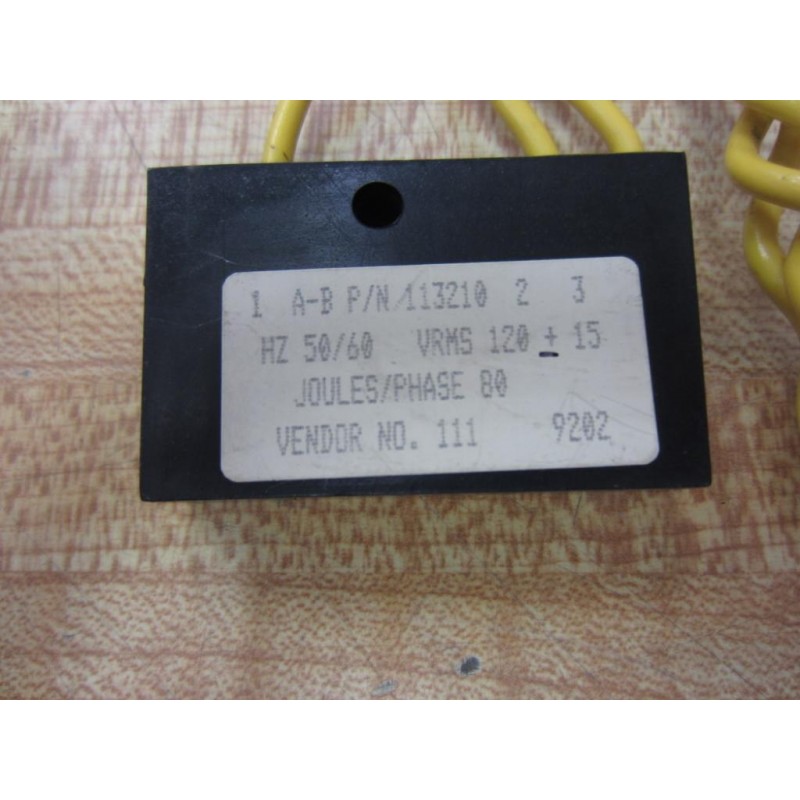 1 A-B P/N 113210 2 3
HZ 50/60 VRMS 120 ± 15
JOULES/PHASE 80
VENDOR NO. 111 9202